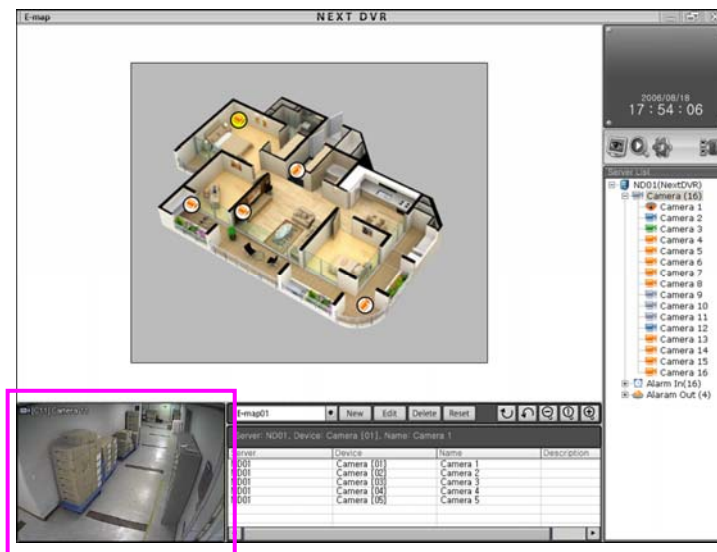 E-map
NEXT DVR
2006/08/18
17 : 54 : 06
Server List
ND01(NextDVR)
Camera (16)
Camera 1
Camera 2
Camera 3
Camera 4
Camera 5
Camera 6
Camera 7
Camera 8
Camera 9
Camera 10
Camera 11
Camera 12
Camera 13
Camera 14
Camera 15
Camera 16
Alarm In(16)
Alaram Out (4)
E-map01 New Edit Delete Reset
Server: ND01, Device: Camera [01], Name: Camera 1
Server Device Name Description
ND01 Camera [01] Camera 1
ND01 Camera [02] Camera 2
ND01 Camera [03] Camera 3
ND01 Camera [04] Camera 4
ND01 Camera [05] Camera 5